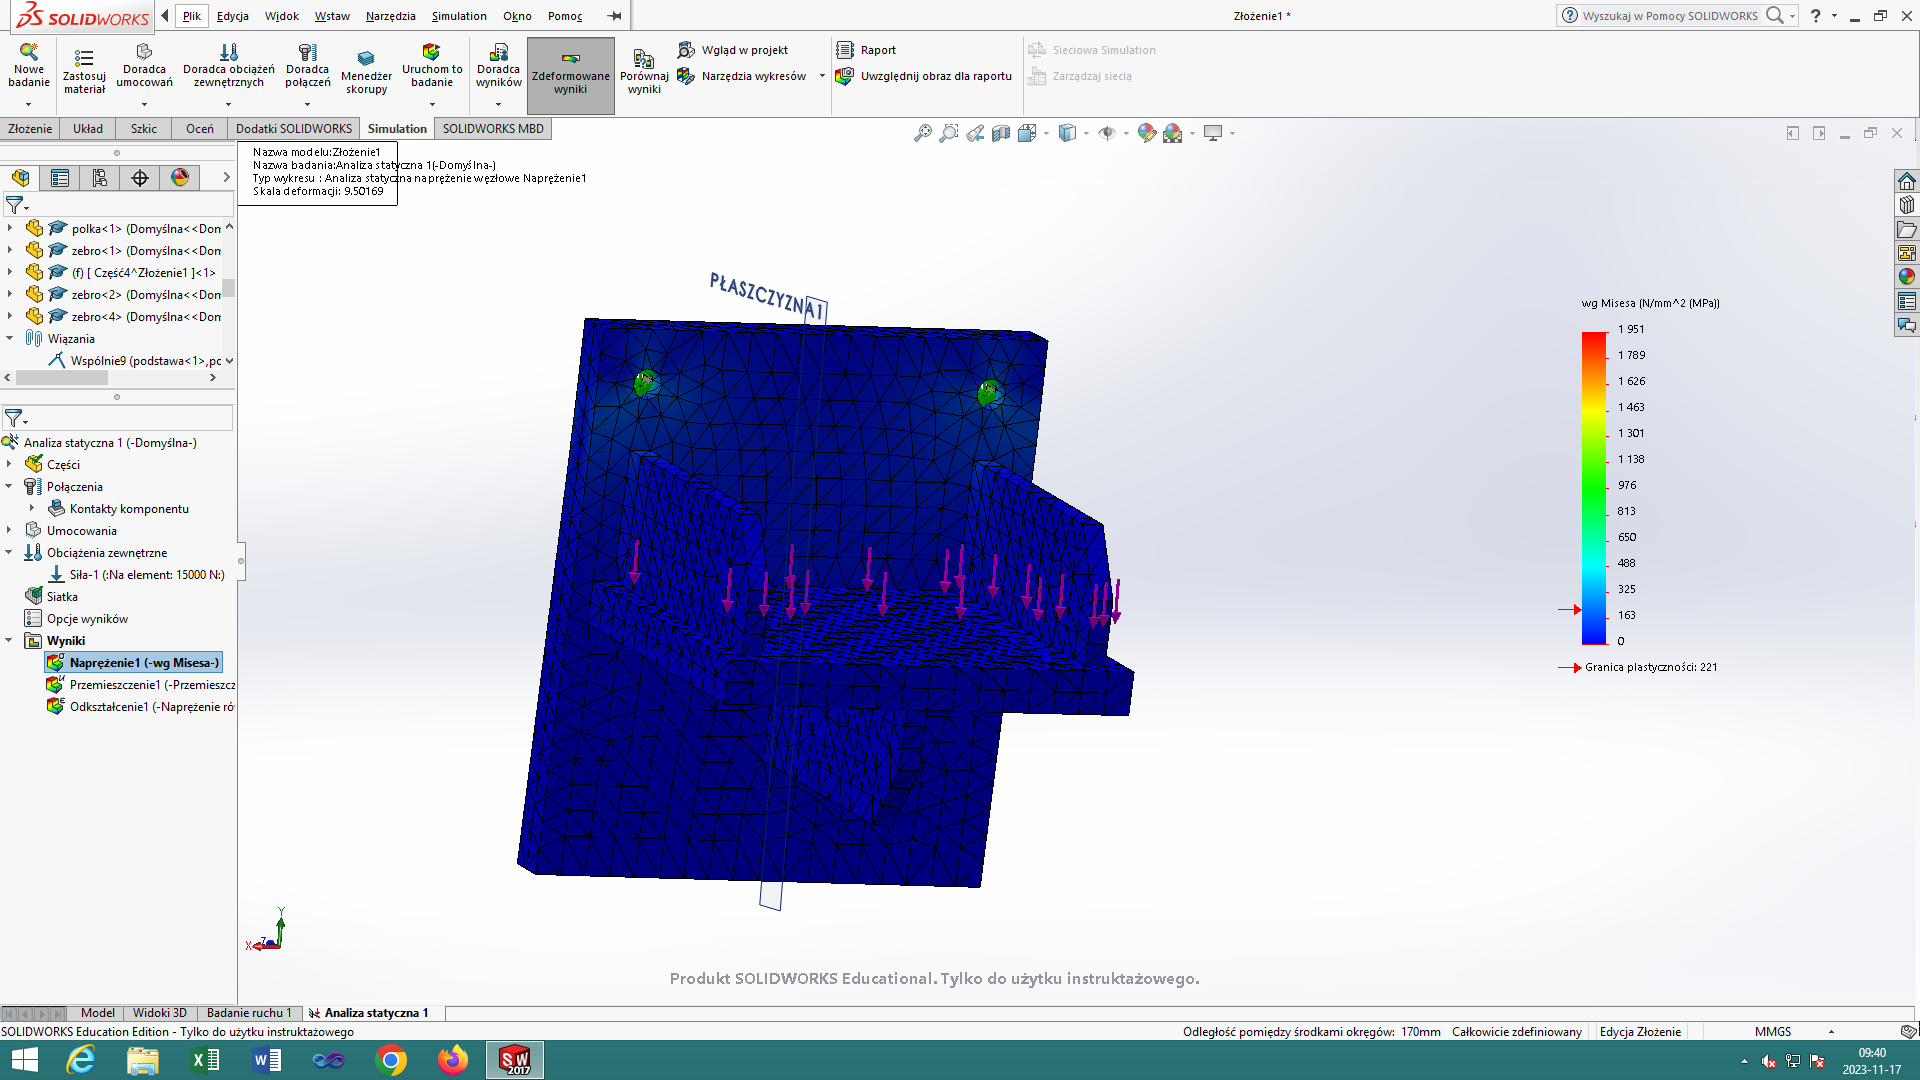 SOLIDWORKS
Plik Edycja Widok Wstaw Narzędzia Simulation Okno Pomoc
Złożenie1 *
Wyszukaj w Pomocy SOLIDWORKS
Nowe badanie
Zastosuj materiał
Doradca umocowań
Doradca obciążeń zewnętrznych
Doradca połączeń
Menedżer skorupy
Uruchom to badanie
Doradca wyników
Zdeformowane wyniki
Porównaj wyniki
Wgląd w projekt
Narzędzia wykresów
Raport
Uwzględnij obraz dla raportu
Sieciowa Simulation
Zarządzaj siecią
Złożenie Układ Szkic Oceń Dodatki SOLIDWORKS Simulation SOLIDWORKS MBD
Nazwa modelu:Złożenie1
Nazwa badania:Analiza statyczna 1(-Domyślna-)
Typ wykresu : Analiza statyczna naprężenie węzłowe Naprężenie1
Skala deformacji: 9.50169
polka<1> (Domyślna<<Dom
zebro<1> (Domyślna<<Dom
(f) [ Część4^Złożenie1 ]<1>
zebro<2> (Domyślna<<Dom
zebro<4> (Domyślna<<Dom
Wiązania
Wspólnie9 (podstawa<1>,po
Analiza statyczna 1 (-Domyślna-)
Części
Połączenia
Kontakty komponentu
Umocowania
Obciążenia zewnętrzne
Siła-1 (:Na element: 15000 N:)
Siatka
Opcje wyników
Wyniki
Naprężenie1 (-wg Misesa-)
Przemieszczenie1 (-Przemieszcz
Odkształcenie1 (-Naprężenie ró
PŁASZCZYZNA1
wg Misesa (N/mm^2 (MPa))
1 951
1 789
1 626
1 463
1 301
1 138
976
813
650
488
325
163
0
Granica plastyczności: 221
Y
X
Z
Produkt SOLIDWORKS Educational. Tylko do użytku instruktażowego.
Model Widoki 3D Badanie ruchu 1 Analiza statyczna 1
SOLIDWORKS Education Edition - Tylko do użytku instruktażowego
Odległość pomiędzy środkami okręgów: 170mm Całkowicie zdefiniowany Edycja Złożenie MMGS
SW 2017
09:40
2023-11-17